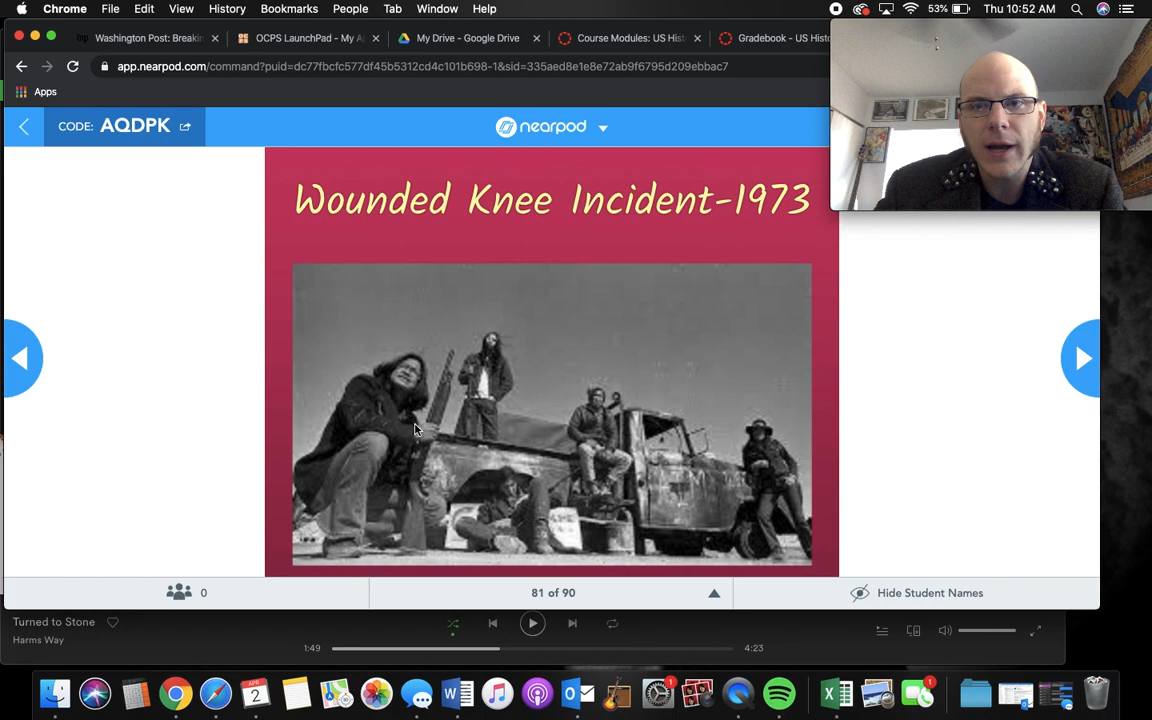 Chrome File Edit View History Bookmarks People Tab Window Help 53% Thu 10:52 AM
Washington Post: Breakin
OCPS LaunchPad - My A
My Drive - Google Drive
Course Modules: US Hist
Gradebook - US Histo
app.nearpod.com/command?puid=dc77fbcfc577df45b5312cd4c101b698-1&sid=335aed8e1e8e72ab9f6795d209ebbac7
Apps
CODE: AQDPK
nearpod
Wounded Knee Incident-1973
0
81 of 90
Hide Student Names
Turned to Stone
Harms Way
1:49
4:23